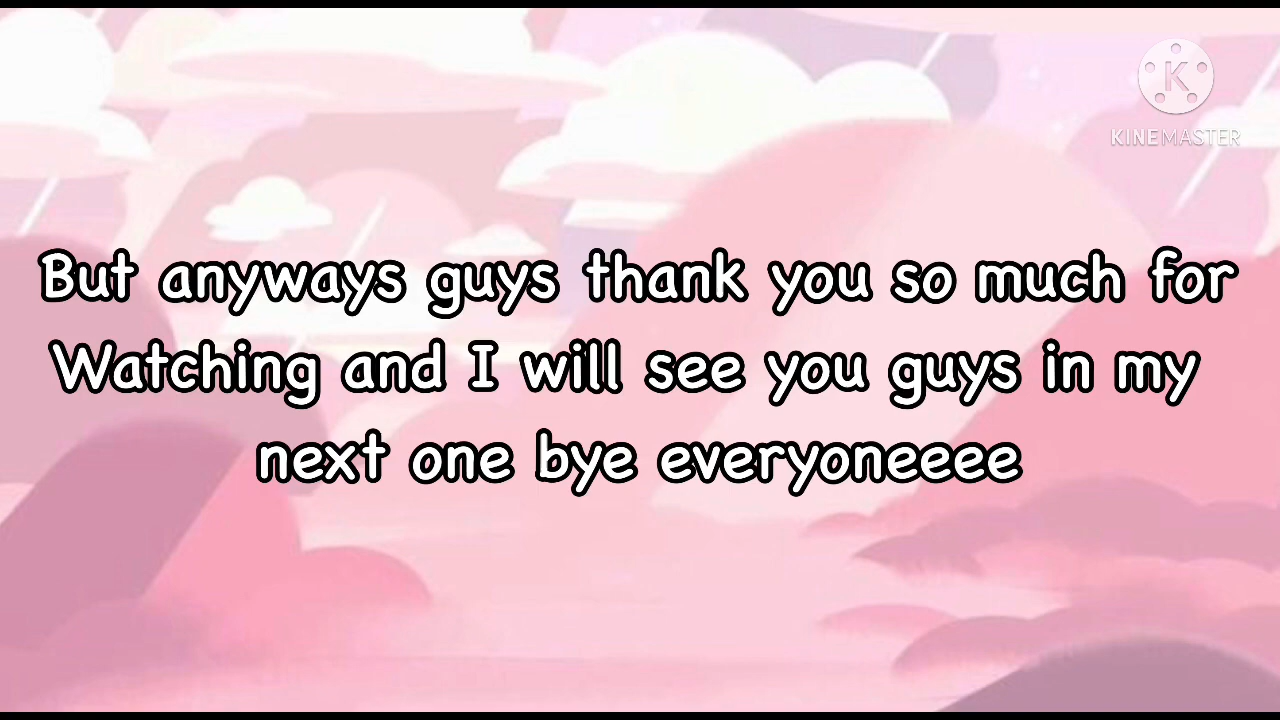 K
KINEMASTER
But anyways guys thank you so much for
Watching and I will see you guys in my
next one bye everyoneeee